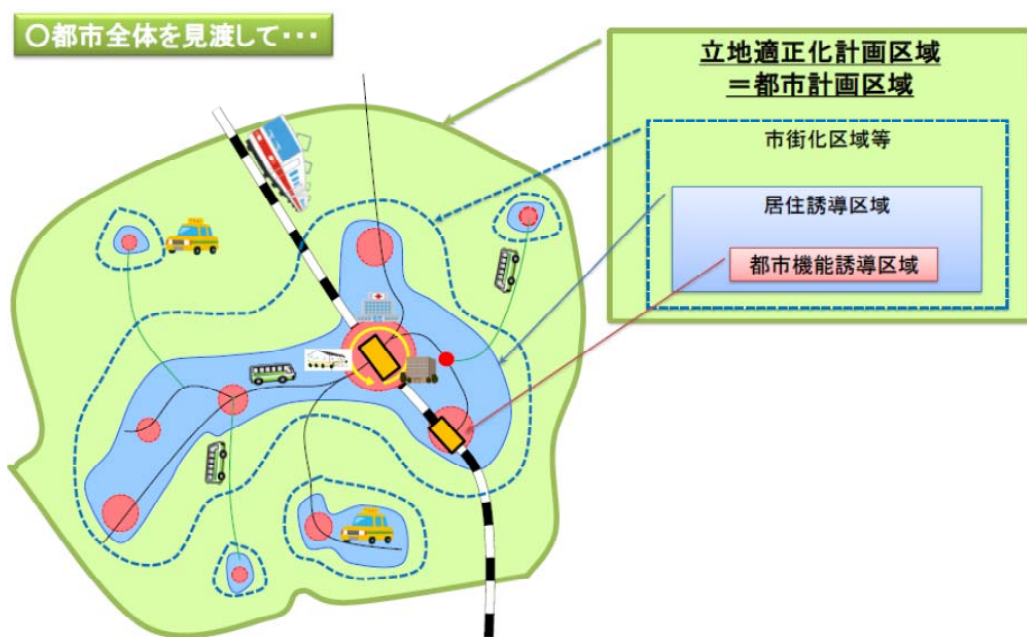 〇都市全体を見渡して・・・
立地適正化計画区域
＝都市計画区域
市街化区域等
居住誘導区域
都市機能誘導区域